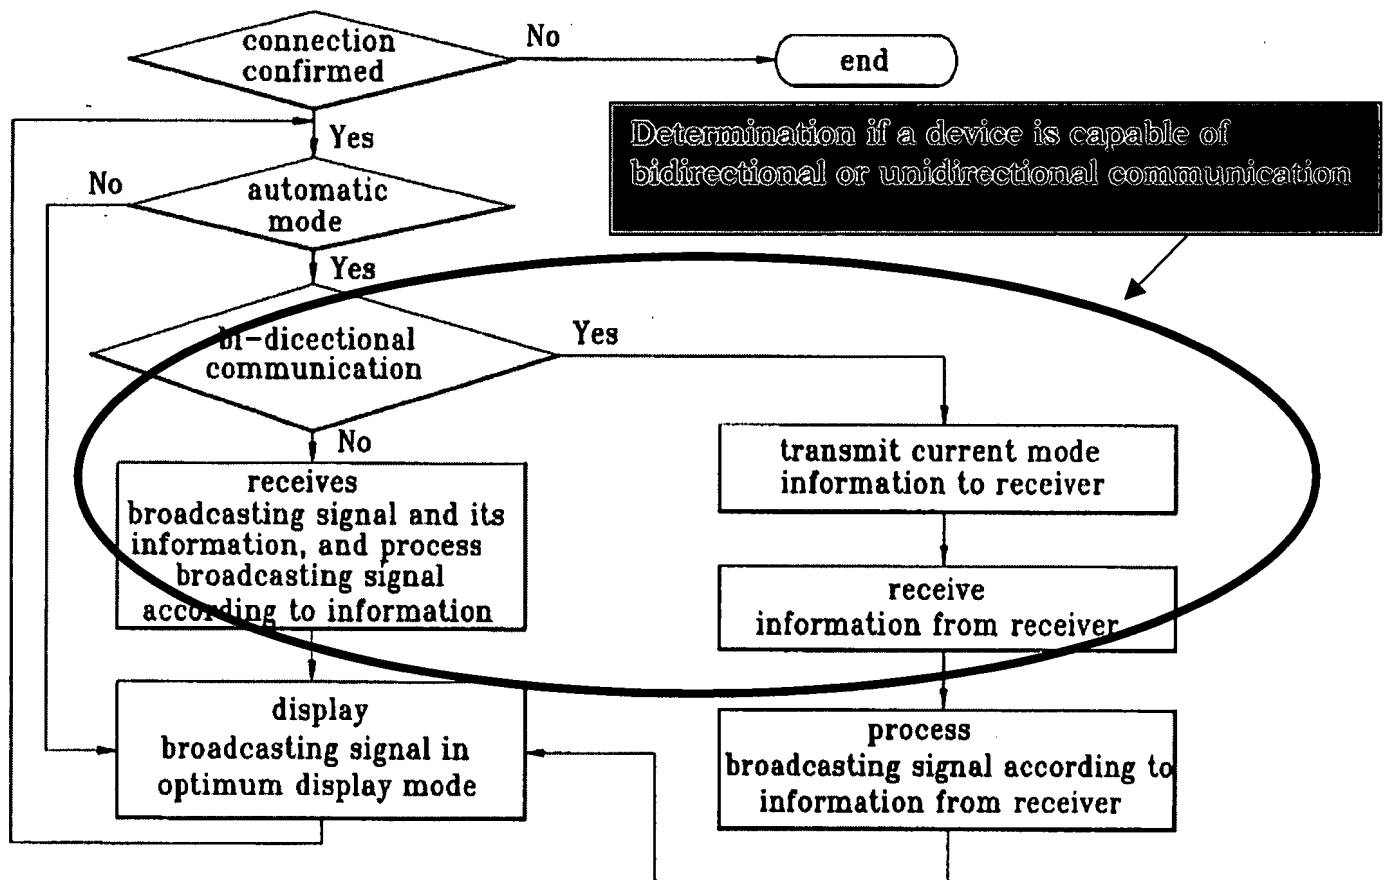 connection
confirmed
No
end
Yes
Determination if a device is capable of
bidirectional or unidirectional communication
No
automatic
mode
Yes
bi-dicectional
communication
Yes
No
receives
broadcasting signal and its
information, and process
broadcasting signal
according to information
transmit current mode
information to receiver
receive
information from receiver
display
broadcasting signal in
optimum display mode
process
broadcasting signal according to
information from receiver